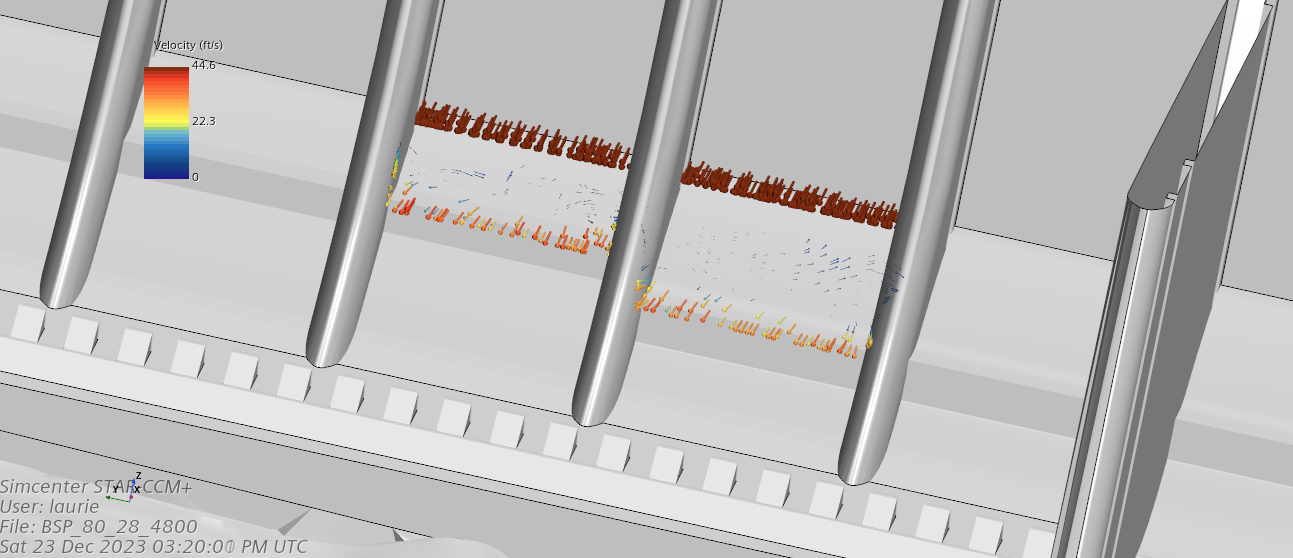 Velocity (ft/s)
44.6
22.3
0
Z
Y X
Simcenter STAR-CCM+
User: laurie
File: BSP_80_28_4800
Sat 23 Dec 2023 03:20:00 PM UTC